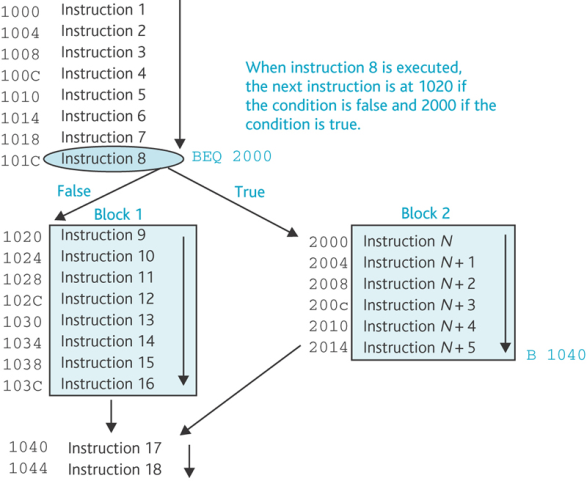 1000 Instruction 1
1004 Instruction 2
1008 Instruction 3
100C Instruction 4
1010 Instruction 5
1014 Instruction 6
1018 Instruction 7
101C Instruction 8
BEQ 2000
When instruction 8 is executed,
the next instruction is at 1020 if
the condition is false and 2000 if the
condition is true.
False
True
Block 1
1020 Instruction 9
1024 Instruction 10
1028 Instruction 11
102C Instruction 12
1030 Instruction 13
1034 Instruction 14
1038 Instruction 15
103C Instruction 16
Block 2
2000 Instruction N
2004 Instruction N + 1
2008 Instruction N + 2
200c Instruction N + 3
2010 Instruction N + 4
2014 Instruction N + 5
B 1040
1040 Instruction 17
1044 Instruction 18